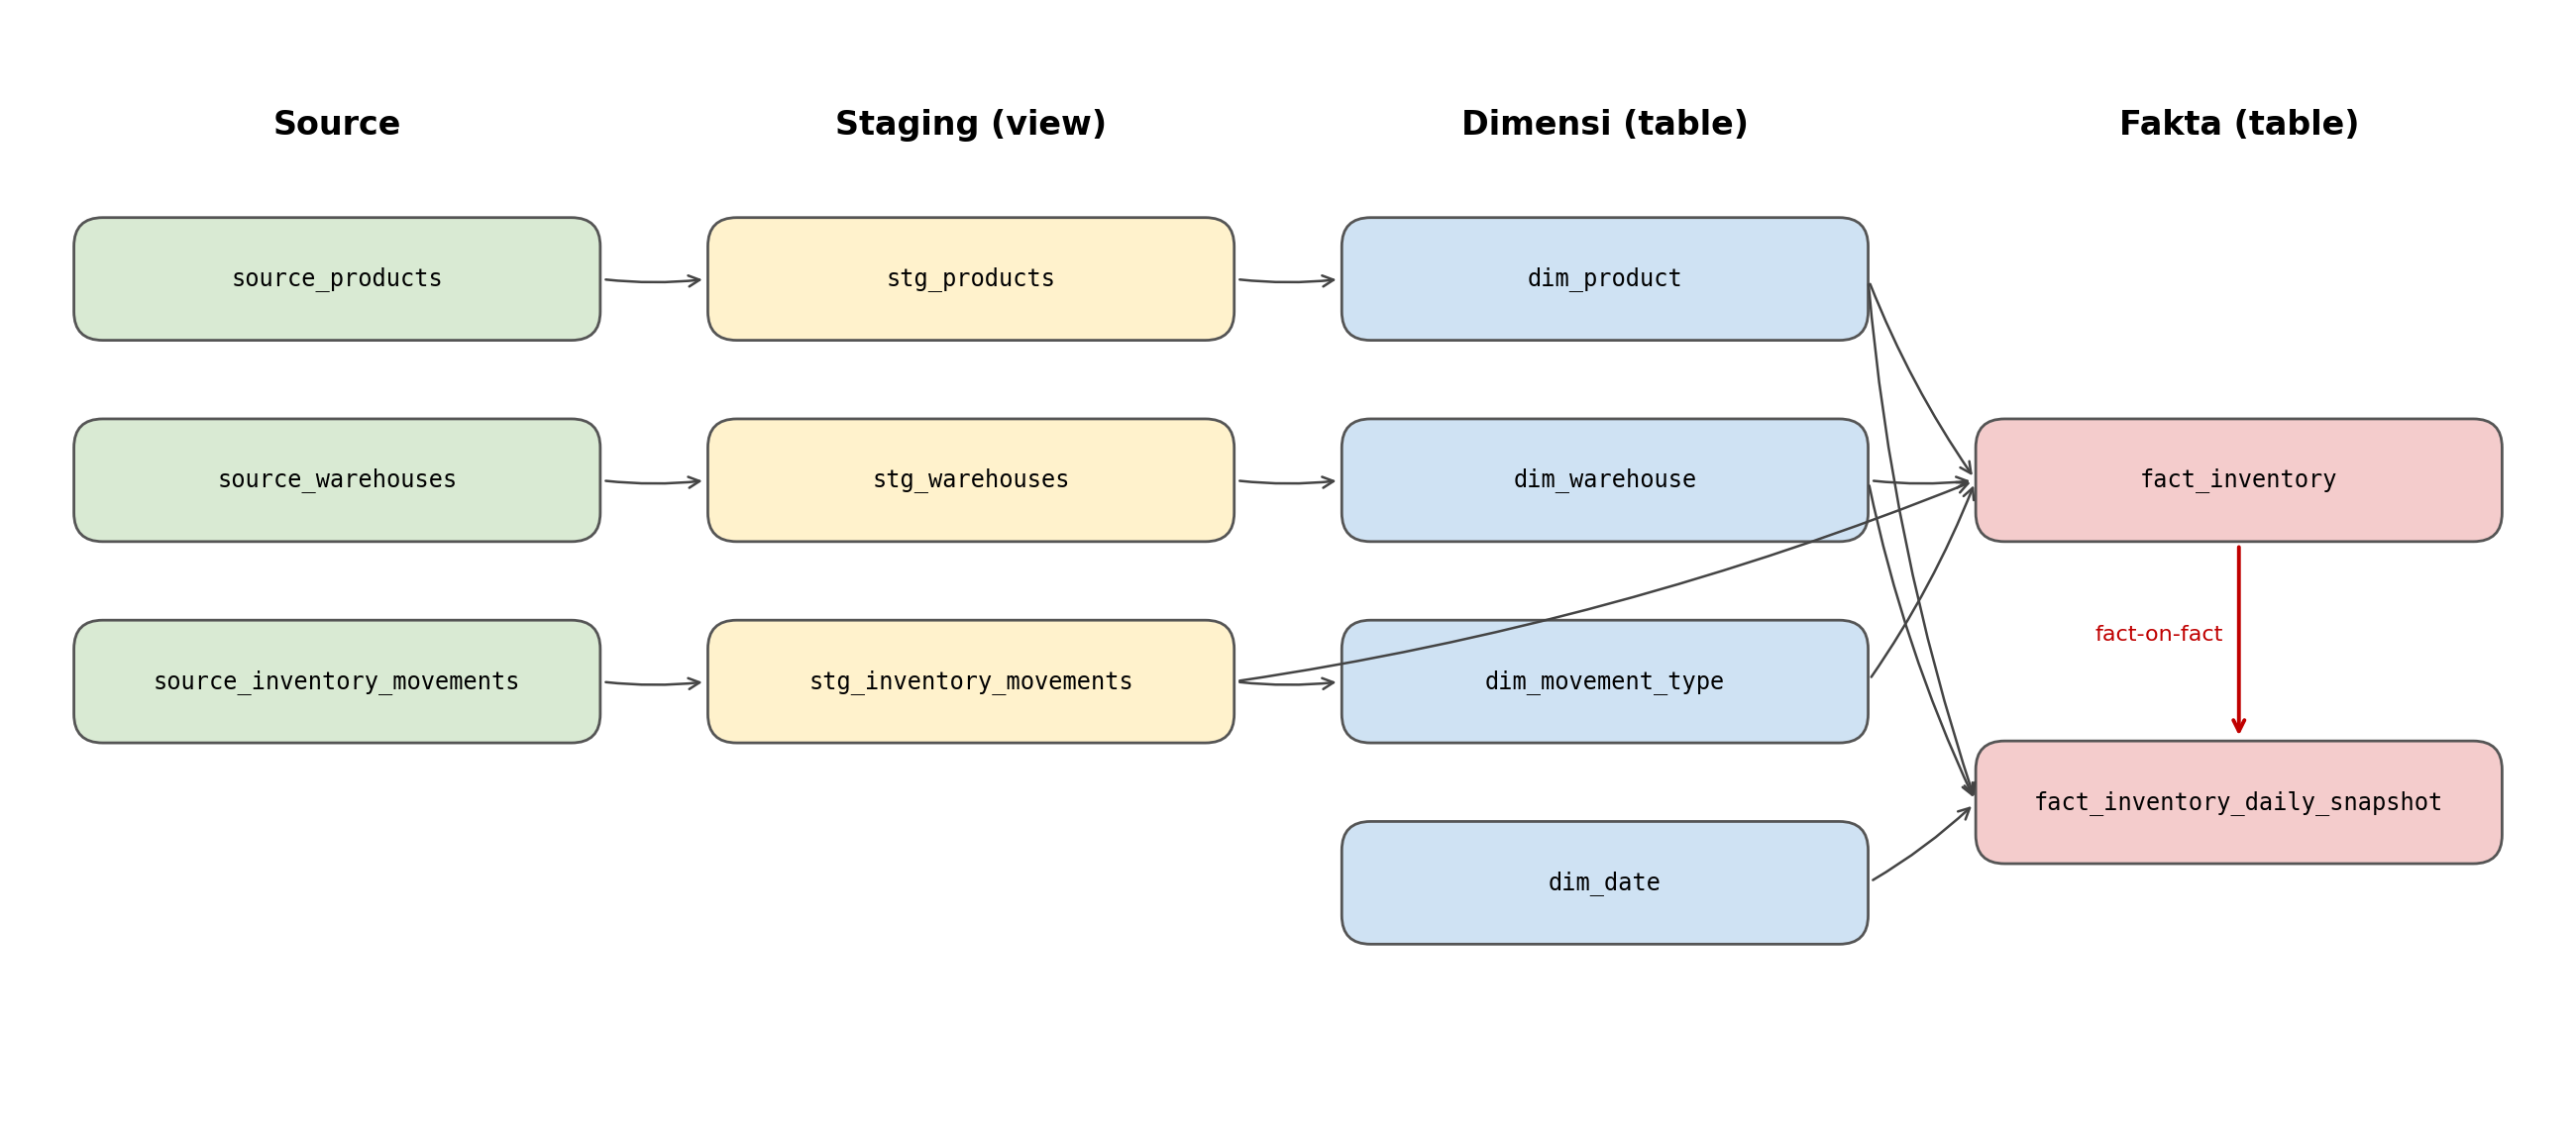 Source
Staging (view)
Dimensi (table)
Fakta (table)
source_products
stg_products
dim_product
source_warehouses
stg_warehouses
dim_warehouse
fact_inventory
fact-on-fact
source_inventory_movements
stg_inventory_movements
dim_movement_type
fact_inventory_daily_snapshot
dim_date